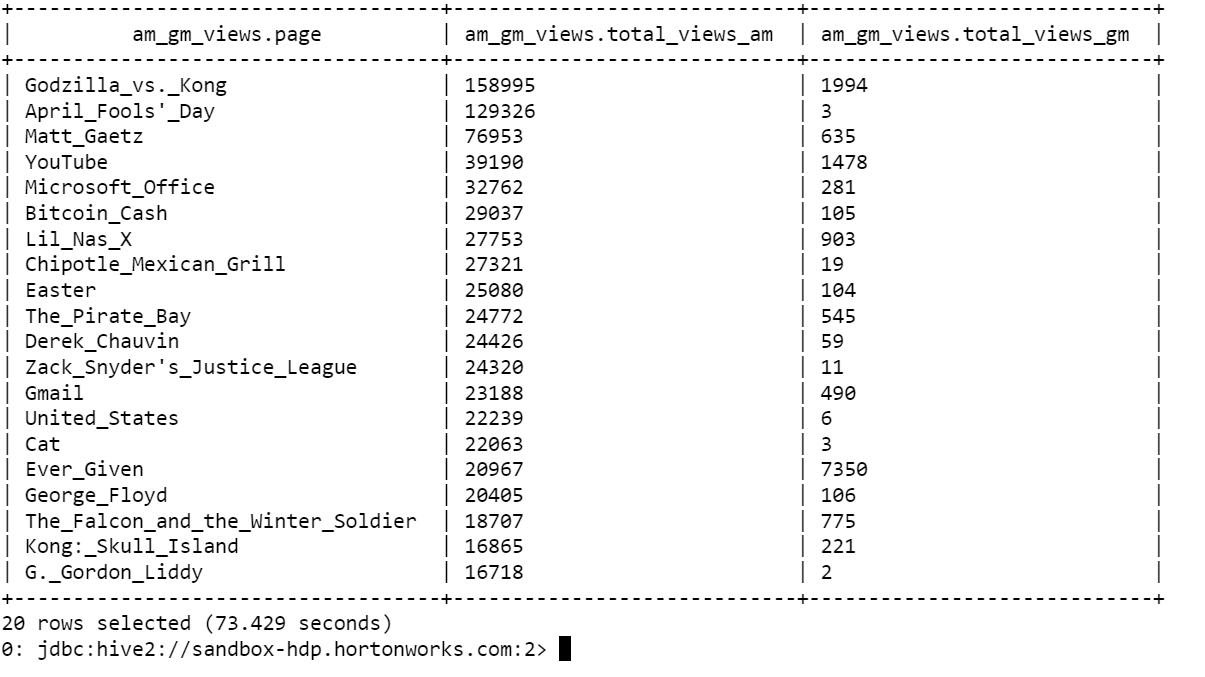 +------------------------------------+-----------------------------+-----------------------------+
|          am_gm_views.page          | am_gm_views.total_views_am  | am_gm_views.total_views_gm  |
+------------------------------------+-----------------------------+-----------------------------+
| Godzilla_vs._Kong                  | 158995                      | 1994                        |
| April_Fools'_Day                   | 129326                      | 3                           |
| Matt_Gaetz                         | 76953                       | 635                         |
| YouTube                            | 39190                       | 1478                        |
| Microsoft_Office                   | 32762                       | 281                         |
| Bitcoin_Cash                       | 29037                       | 105                         |
| Lil_Nas_X                          | 27753                       | 903                         |
| Chipotle_Mexican_Grill             | 27321                       | 19                          |
| Easter                             | 25080                       | 104                         |
| The_Pirate_Bay                     | 24772                       | 545                         |
| Derek_Chauvin                      | 24426                       | 59                          |
| Zack_Snyder's_Justice_League       | 24320                       | 11                          |
| Gmail                              | 23188                       | 490                         |
| United_States                      | 22239                       | 6                           |
| Cat                                | 22063                       | 3                           |
| Ever_Given                         | 20967                       | 7350                        |
| George_Floyd                       | 20405                       | 106                         |
| The_Falcon_and_the_Winter_Soldier  | 18707                       | 775                         |
| Kong:_Skull_Island                 | 16865                       | 221                         |
| G._Gordon_Liddy                    | 16718                       | 2                           |
+------------------------------------+-----------------------------+-----------------------------+
20 rows selected (73.429 seconds)
0: jdbc:hive2://sandbox-hdp.hortonworks.com:2>